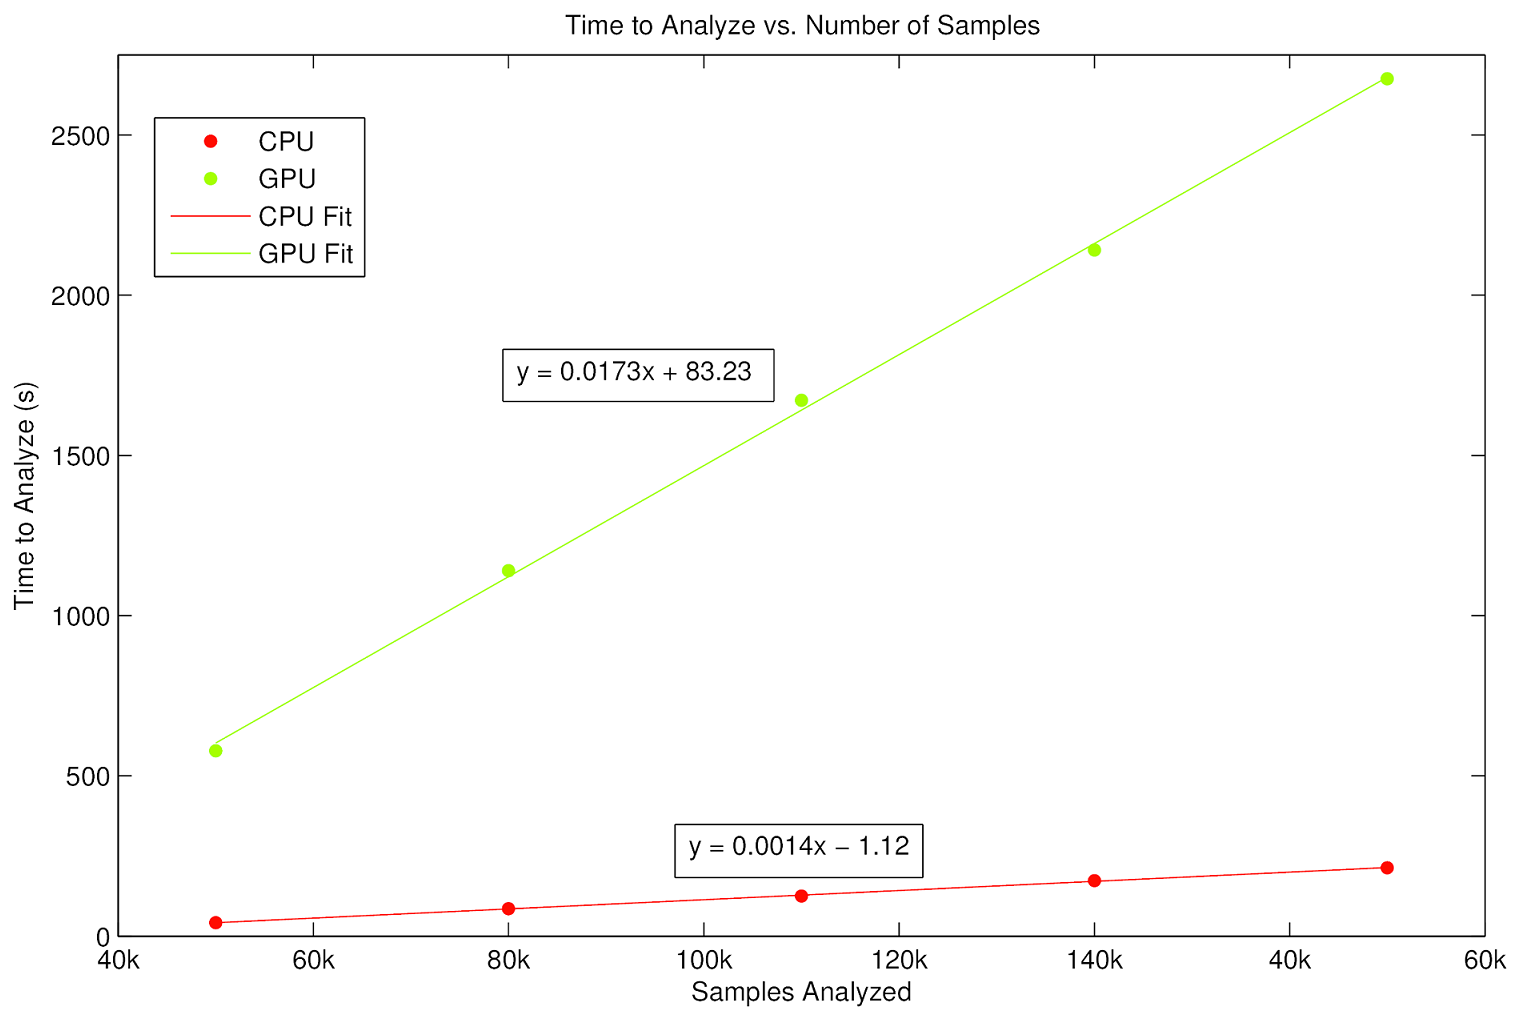 Time to Analyze vs. Number of Samples
2500
2000
1500
1000
500
0
Time to Analyze (s)
CPU
GPU
CPU Fit
GPU Fit
y = 0.0173x + 83.23
y = 0.0014x − 1.12
40k 60k 80k 100k 120k 140k 40k 60k
Samples Analyzed